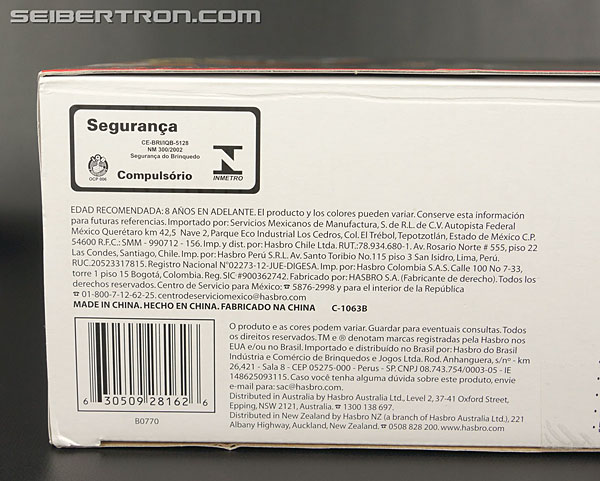 SEIBERTRON.COM
Segurança
CE-BRI/IQB-5128
NM 300/2002
Segurança do Brinquedo
OCP-006
Compulsório
INMETRO
EDAD RECOMENDADA: 8 AÑOS EN ADELANTE. El producto y los colores pueden variar. Conserve esta información
para futuras referencias. Importado por: Servicios Mexicanos de Manufactura, S. de R.L. de C.V. Autopista Federal
México Querétaro km 42,5 Nave 2, Parque Eco Industrial Los Cedros, Col. El Trébol, Tepotzotlán, Estado de México C.P.
54600 R.F.C.: SMM - 990712 - 156. Imp. y dist. por: Hasbro Chile Ltda. RUT.:78.934.680-1. Av. Rosario Norte # 555, piso 22
Las Condes, Santiago, Chile. Imp. por: Hasbro Perú S.R.L. Av. Santo Toribio No.115 piso 3 San Isidro, Lima, Perú.
RUC.20523317815. Registro Nacional N°02273-12-JUE-DIGESA. Imp. por: Hasbro Colombia S.A.S. Calle 100 No 7-33,
torre 1 piso 15 Bogotá, Colombia. Reg. SIC·#900362742. Fabricado por: HASBRO S.A. (Fabricante de derecho). Todos los
derechos reservados. Centro de Servicio para México: ☎ 5876-2998 y para el interior de la República
☎ 01-800-7-12-62-25. centrodeserviciomexico@hasbro.com
MADE IN CHINA. HECHO EN CHINA. FABRICADO NA CHINA C-1063B
O produto e as cores podem variar. Guardar para eventuais consultas. Todos
os direitos reservados. TM e ® denotam marcas registradas pela Hasbro nos
EUA e/ou no Brasil. Importado e distribuído no Brasil por: Hasbro do Brasil
Indústria e Comércio de Brinquedos e Jogos Ltda. Rod. Anhanguera, s/nº - km
26,421 - Sala 8 - CEP 05275-000 - Perus - SP. CNPJ 08.743.754/0003-05 - IE
148625093115. Caso você tenha alguma dúvida sobre este produto, envie
e-mail para: sac@hasbro.com.
Distributed in Australia by Hasbro Australia Ltd., Level 2, 37-41 Oxford Street,
Epping, NSW 2121, Australia. ☎ 1300 138 697.
Distributed in New Zealand by Hasbro NZ (a branch of Hasbro Australia Ltd.), 221
Albany Highway, Auckland, New Zealand. ☎ 0508 828 200. www.hasbro.com
6 30509 28162 6
B0770